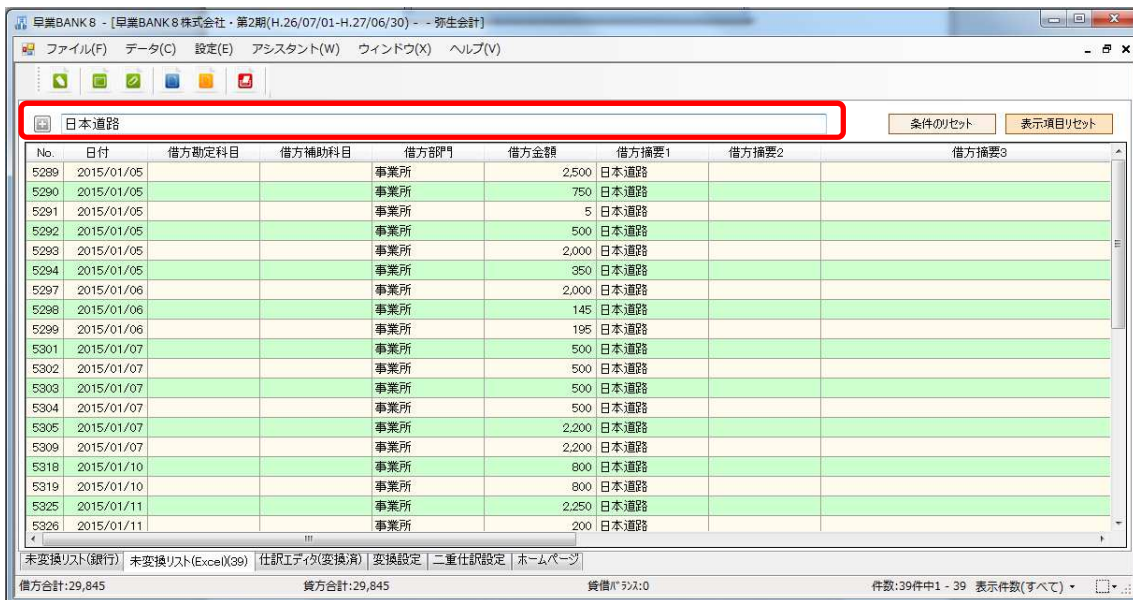 早業BANK8 - [早業BANK8株式会社・第2期(H.26/07/01-H.27/06/30) - - 弥生会計]
ファイル(F) データ(C) 設定(E) アシスタント(W) ウィンドウ(X) ヘルプ(V)
日本道路 条件のリセット 表示項目リセット
No. 日付 借方勘定科目 借方補助科目 借方部門 借方金額 借方摘要1 借方摘要2 借方摘要3
5289 2015/01/05 事業所 2,500 日本道路
5290 2015/01/05 事業所 750 日本道路
5291 2015/01/05 事業所 5 日本道路
5292 2015/01/05 事業所 500 日本道路
5293 2015/01/05 事業所 2,000 日本道路
5294 2015/01/05 事業所 350 日本道路
5297 2015/01/06 事業所 2,000 日本道路
5298 2015/01/06 事業所 145 日本道路
5299 2015/01/06 事業所 195 日本道路
5301 2015/01/07 事業所 500 日本道路
5302 2015/01/07 事業所 500 日本道路
5303 2015/01/07 事業所 500 日本道路
5304 2015/01/07 事業所 500 日本道路
5305 2015/01/07 事業所 2,200 日本道路
5309 2015/01/07 事業所 2,200 日本道路
5318 2015/01/10 事業所 800 日本道路
5319 2015/01/10 事業所 800 日本道路
5325 2015/01/11 事業所 2,250 日本道路
5326 2015/01/11 事業所 200 日本道路
未変換リスト(銀行) 未変換リスト(Excel)(39) 仕訳エディタ(変換済) 変換設定 二重仕訳設定 ホームページ
借方合計:29,845 貸方合計:29,845 貸借バランス:0 件数:39件中1 - 39 表示件数(すべて)